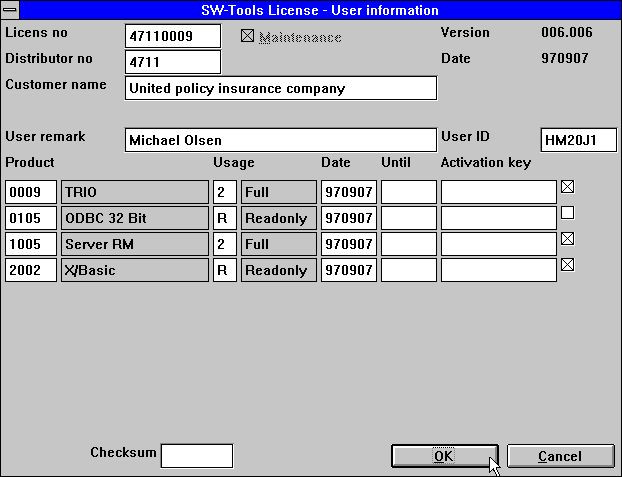 SW-Tools License - User information
Licens no 47110009 Maintenance Version 006.006
Distributor no 4711 Date 970907
Customer name United policy insurance company
User remark Michael Olsen User ID HM20J1
Product Usage Date Until Activation key
0009 TRIO 2 Full 970907
0105 ODBC 32 Bit R Readonly 970907
1005 Server RM 2 Full 970907
2002 X/Basic R Readonly 970907
Checksum OK Cancel